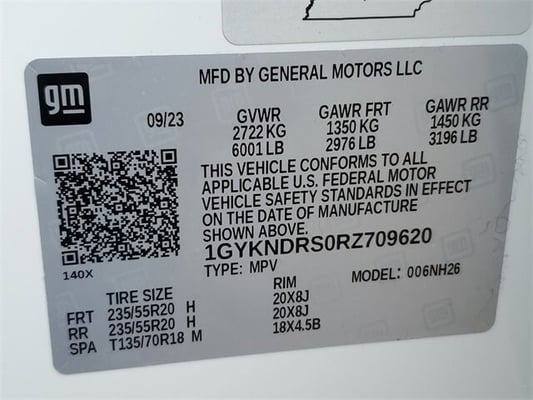 gm
MFD BY GENERAL MOTORS LLC
09/23
GVWR GAWR FRT GAWR RR
2722 KG 1350 KG 1450 KG
6001 LB 2976 LB 3196 LB
THIS VEHICLE CONFORMS TO ALL
APPLICABLE U.S. FEDERAL MOTOR
VEHICLE SAFETY STANDARDS IN EFFECT
ON THE DATE OF MANUFACTURE
SHOWN ABOVE.
1GYKNDRS0RZ709620
140X
TYPE: MPV MODEL: 006NH26
TIRE SIZE RIM
FRT 235/55R20 H 20X8J
RR 235/55R20 H 20X8J
SPA T135/70R18 M 18X4.5B